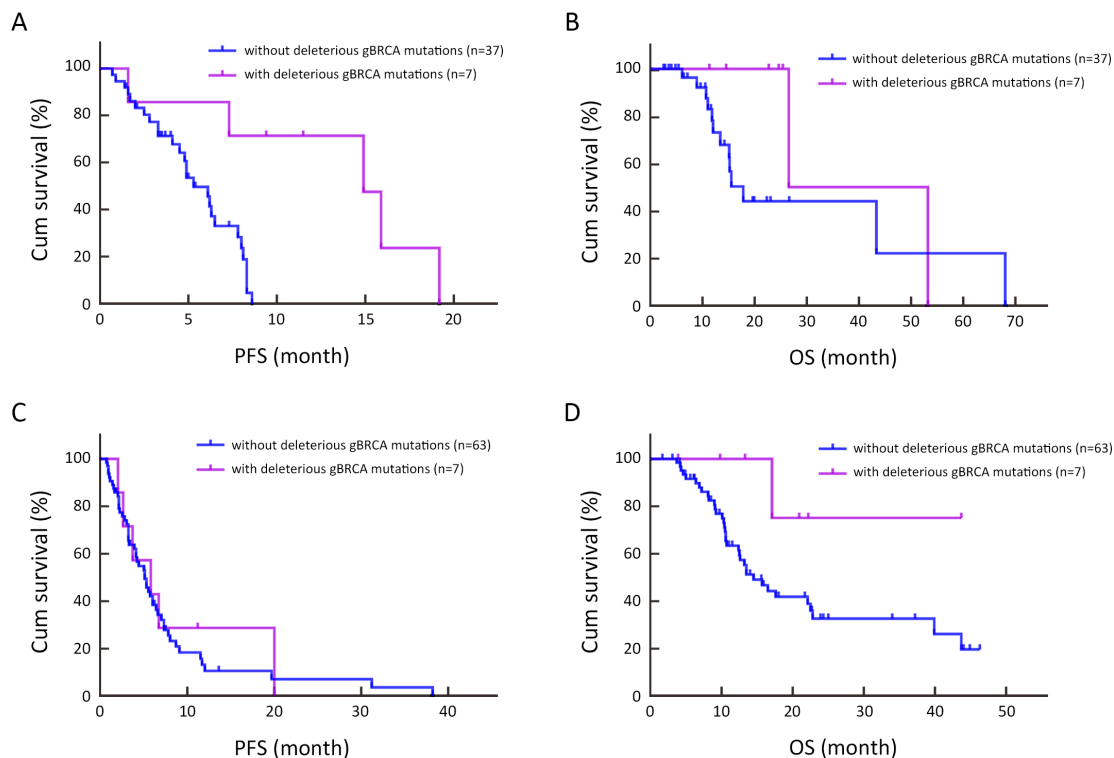 A
without deleterious gBRCA mutations (n=37)
with deleterious gBRCA mutations (n=7)
Cum survival (%)
100
80
60
40
20
0
0 5 10 15 20
PFS (month)
B
without deleterious gBRCA mutations (n=37)
with deleterious gBRCA mutations (n=7)
Cum survival (%)
100
80
60
40
20
0
0 10 20 30 40 50 60 70
OS (month)
C
without deleterious gBRCA mutations (n=63)
with deleterious gBRCA mutations (n=7)
Cum survival (%)
100
80
60
40
20
0
0 10 20 30 40
PFS (month)
D
without deleterious gBRCA mutations (n=63)
with deleterious gBRCA mutations (n=7)
Cum survival (%)
100
80
60
40
20
0
0 10 20 30 40 50
OS (month)